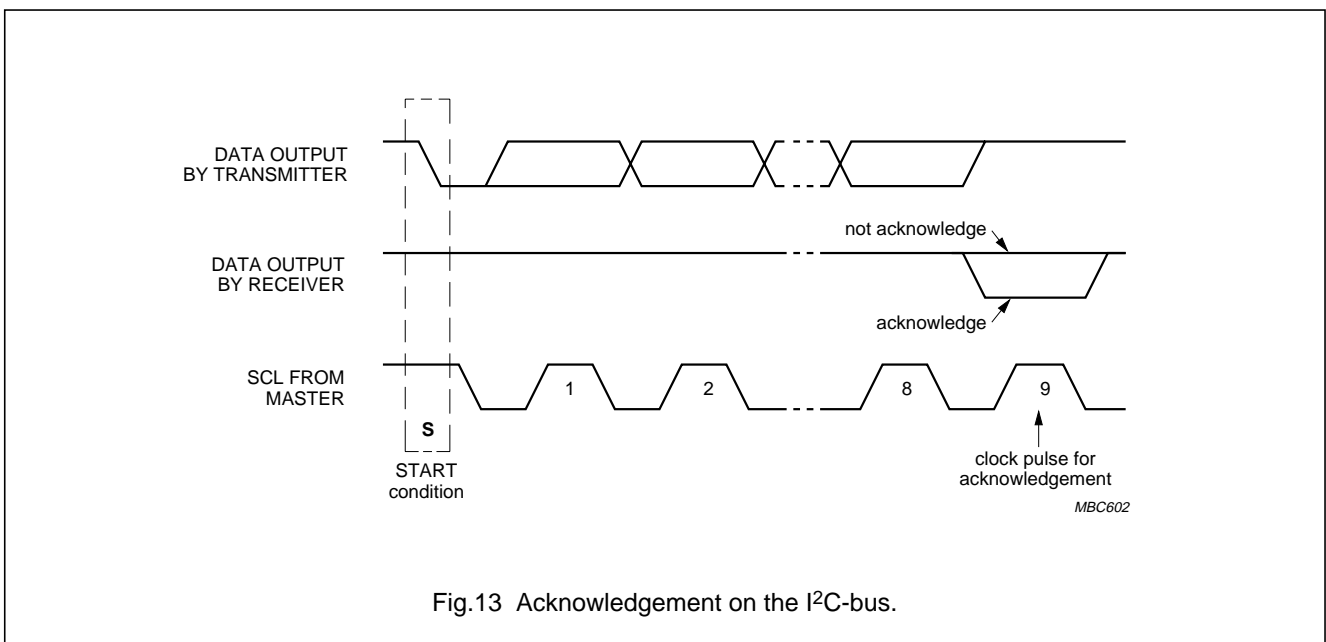 DATA OUTPUT
BY TRANSMITTER
not acknowledge
DATA OUTPUT
BY RECEIVER
acknowledge
SCL FROM
MASTER
1
2
8
9
S
START
condition
clock pulse for
acknowledgement
MBC602
Fig.13 Acknowledgement on the I²C-bus.